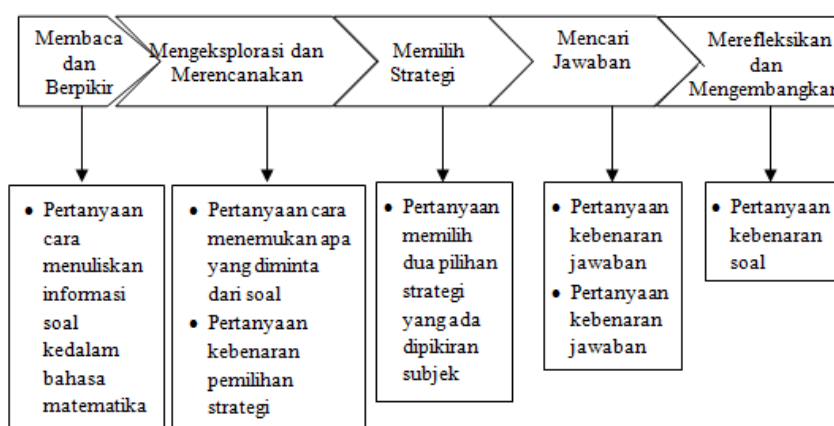 Membaca
dan
Berpikir
Mengeksplorasi dan
Merencanakan
Memilih
Strategi
Mencari
Jawaban
Merefleksikan
dan
Mengembangkan
• Pertanyaan
cara
menuliskan
informasi
soal
kedalam
bahasa
matematika
• Pertanyaan cara
menemukan apa
yang diminta
dari soal
• Pertanyaan
kebenaran
pemilihan
strategi
• Pertanyaan
memilih
dua pilihan
strategi
yang ada
dipikiran
subjek
• Pertanyaan
kebenaran
jawaban
• Pertanyaan
kebenaran
jawaban
• Pertanyaan
kebenaran
soal